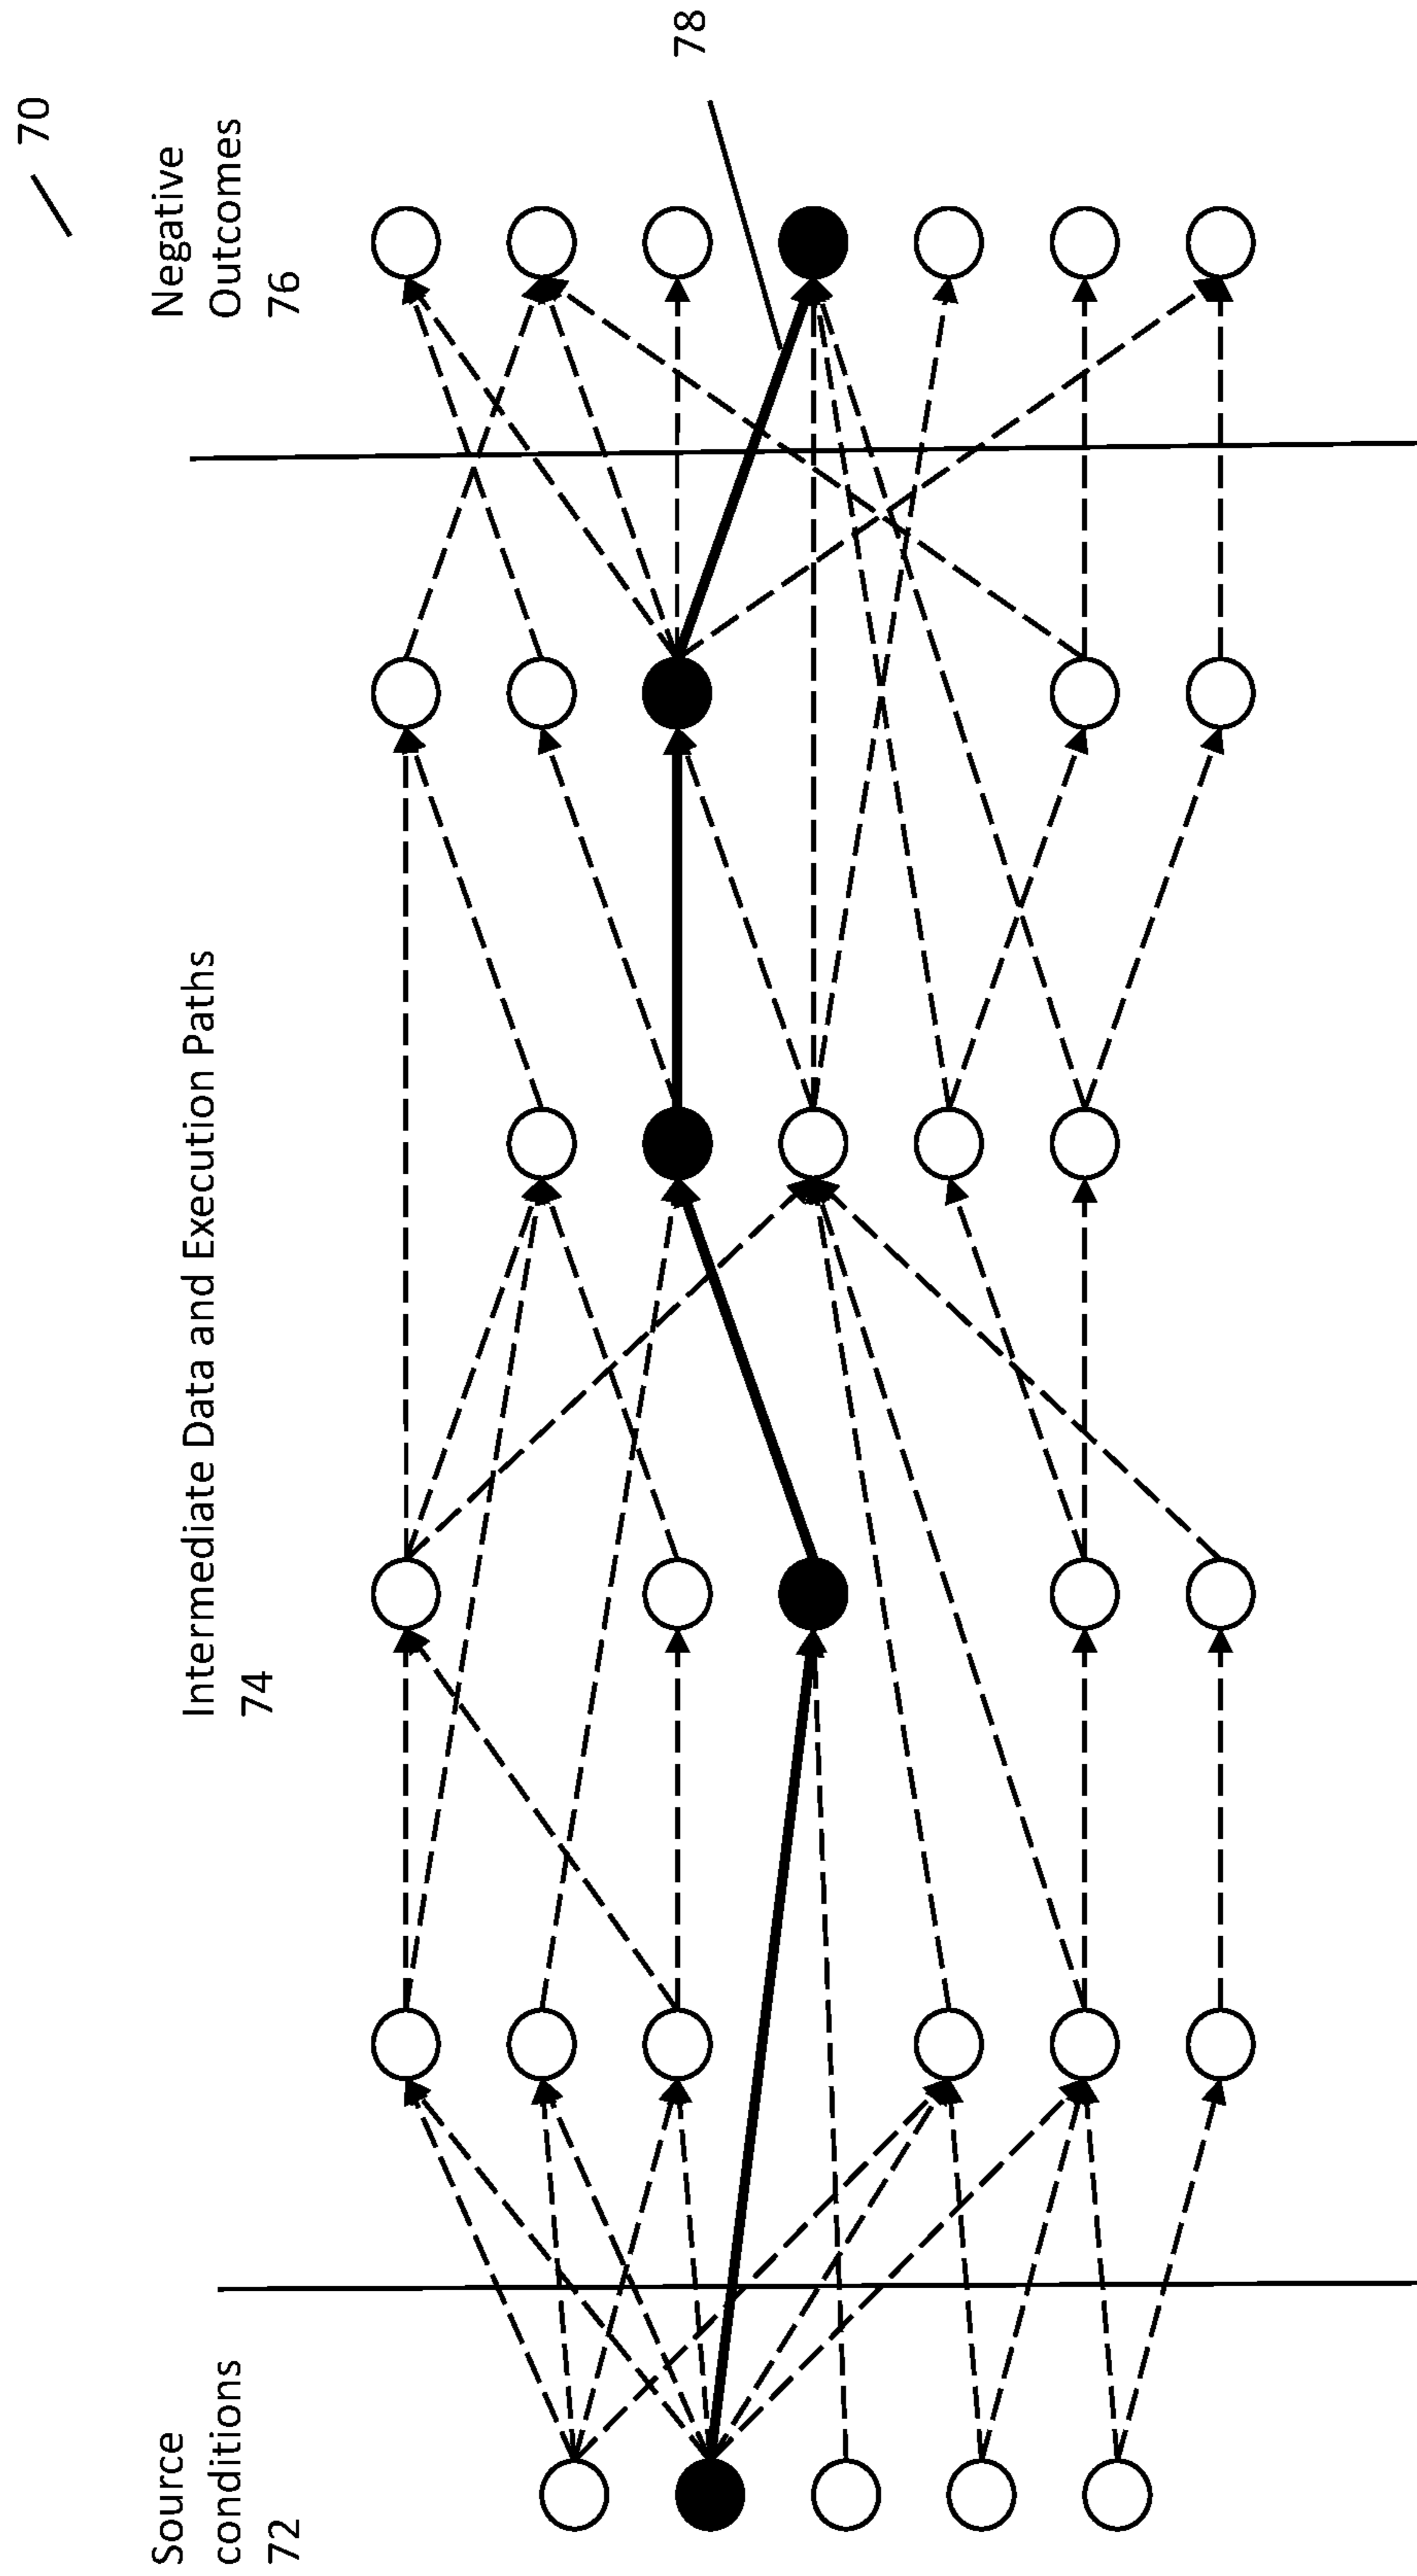 70
Source
conditions
72
Intermediate Data and Execution Paths
74
Negative
Outcomes
76
78